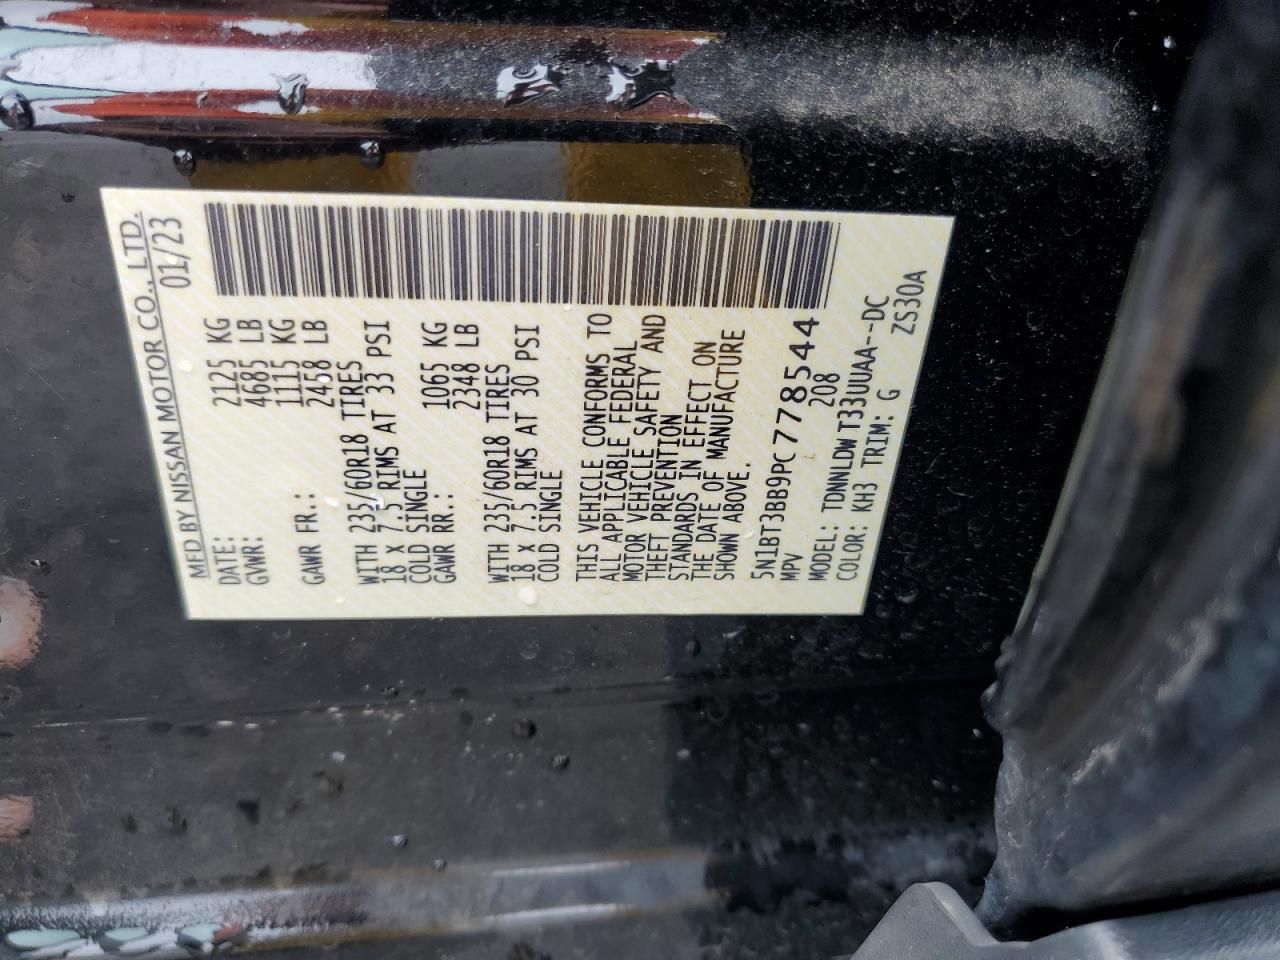 MFD BY NISSAN MOTOR CO., LTD.
DATE: 01/23
GVWR: 2125 KG
4685 LB
GAWR FR.: 1115 KG
2458 LB
WITH 235/60R18 TIRES
18 x 7.5 RIMS AT 33 PSI
COLD SINGLE
GAWR RR.: 1065 KG
2348 LB
WITH 235/60R18 TIRES
18 x 7.5 RIMS AT 30 PSI
COLD SINGLE
THIS VEHICLE CONFORMS TO
ALL APPLICABLE FEDERAL
MOTOR VEHICLE SAFETY AND
THEFT PREVENTION
STANDARDS IN EFFECT ON
THE DATE OF MANUFACTURE
SHOWN ABOVE.
5N1BT3BB9PC778544
MPV 208
MODEL: TDNNLDWT33UUAA--DC
COLOR: KH3 TRIM: G ZS30A